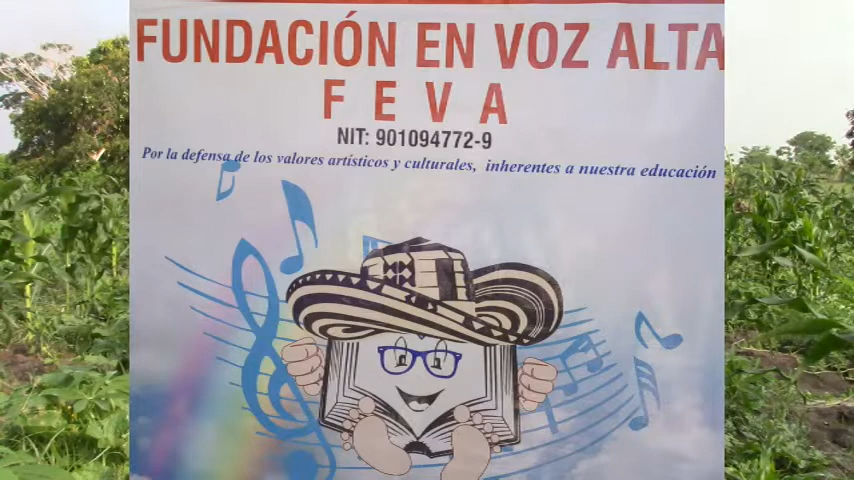 FUNDACIÓN EN VOZ ALTA
F E V A
NIT: 901094772-9
Por la defensa de los valores artísticos y culturales, inherentes a nuestra educación